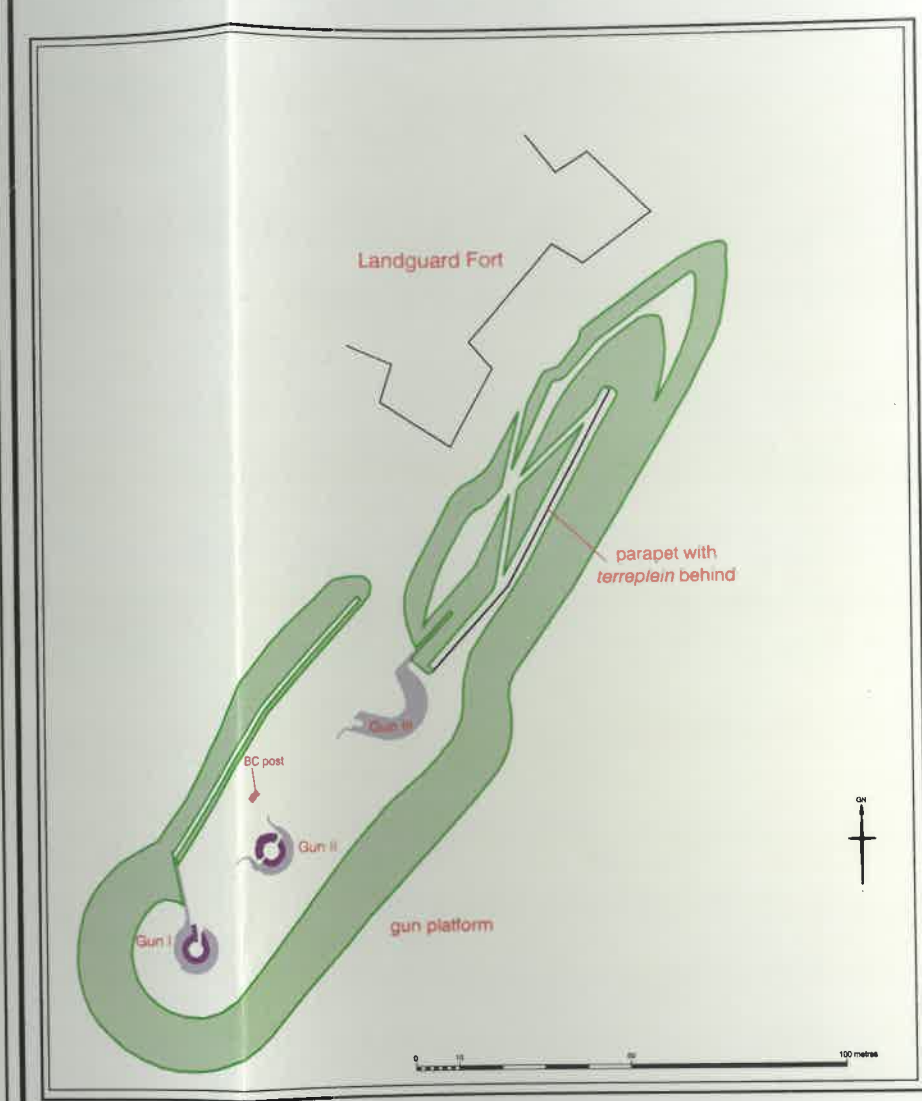 Landguard Fort
parapet with
terreplein behind
Gun III
BC post
Gun II
GN
gun platform
Gun I
0 10 50 100 metres